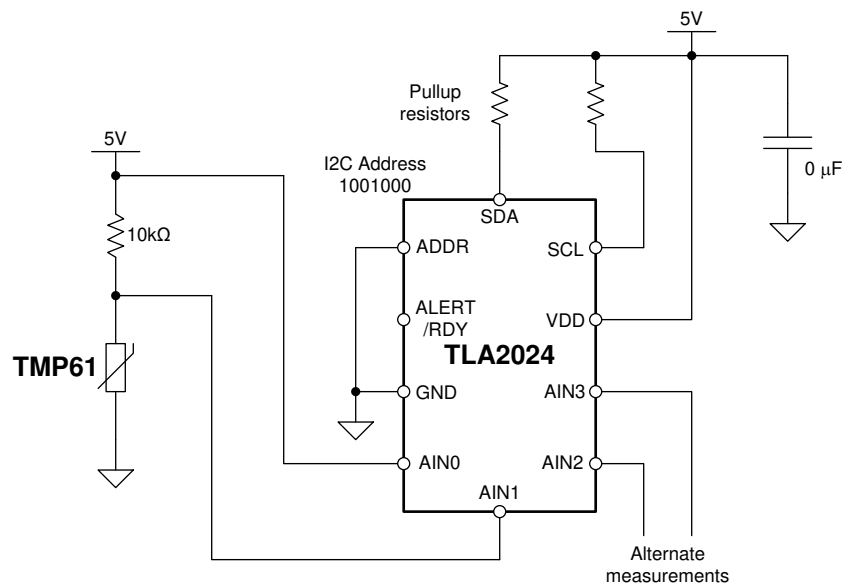 5V
Pullup
resistors
5V
0 μF
I2C Address
1001000
SDA
10kΩ
ADDR
SCL
ALERT
/RDY
VDD
TLA2024
TMP61
GND
AIN3
AIN0
AIN2
AIN1
Alternate
measurements